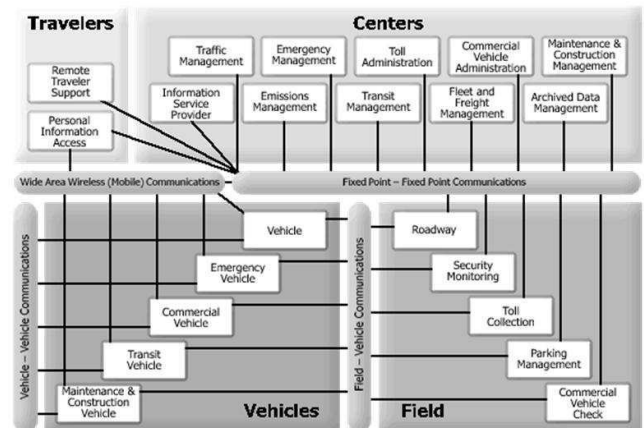 Travelers
Centers
Remote
Traveler
Support
Personal
Information
Access
Traffic
Management
Emergency
Management
Toll
Administration
Commercial
Vehicle
Administration
Maintenance &
Construction
Management
Information
Service
Provider
Emissions
Management
Transit
Management
Fleet and
Freight
Management
Archived Data
Management
Wide Area Wireless (Mobile) Communications
Fixed Point – Fixed Point Communications
Vehicle – Vehicle Communications
Vehicle
Emergency
Vehicle
Commercial
Vehicle
Transit
Vehicle
Maintenance &
Construction
Vehicle
Vehicles
Field – Vehicle Communications
Roadway
Security
Monitoring
Toll
Collection
Parking
Management
Commercial
Vehicle
Check
Field